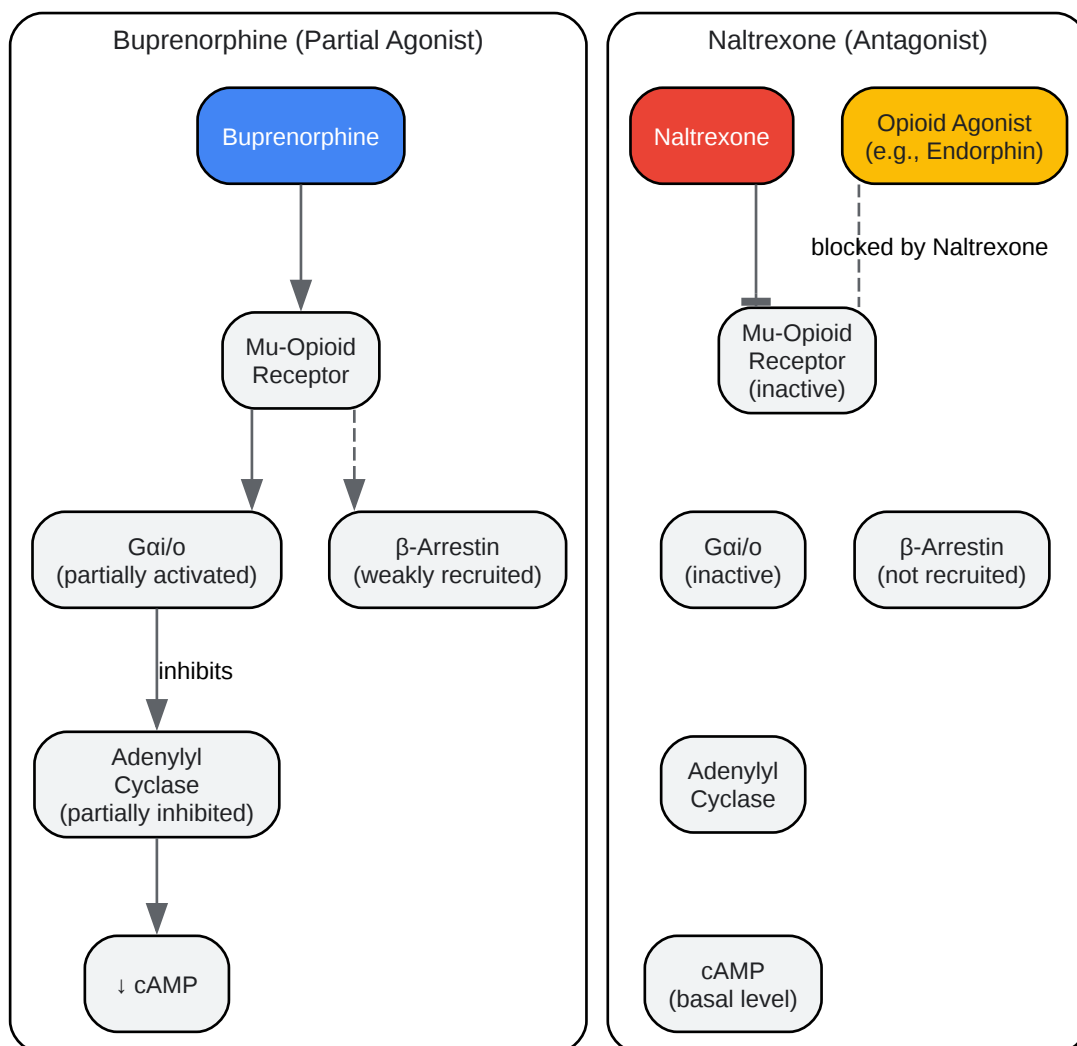 Buprenorphine (Partial Agonist)
Buprenorphine
Mu-Opioid
Receptor
Gαi/o
(partially activated)
β-Arrestin
(weakly recruited)
inhibits
Adenylyl
Cyclase
(partially inhibited)
↓ cAMP
Naltrexone (Antagonist)
Naltrexone
Opioid Agonist
(e.g., Endorphin)
blocked by Naltrexone
Mu-Opioid
Receptor
(inactive)
Gαi/o
(inactive)
β-Arrestin
(not recruited)
Adenylyl
Cyclase
cAMP
(basal level)